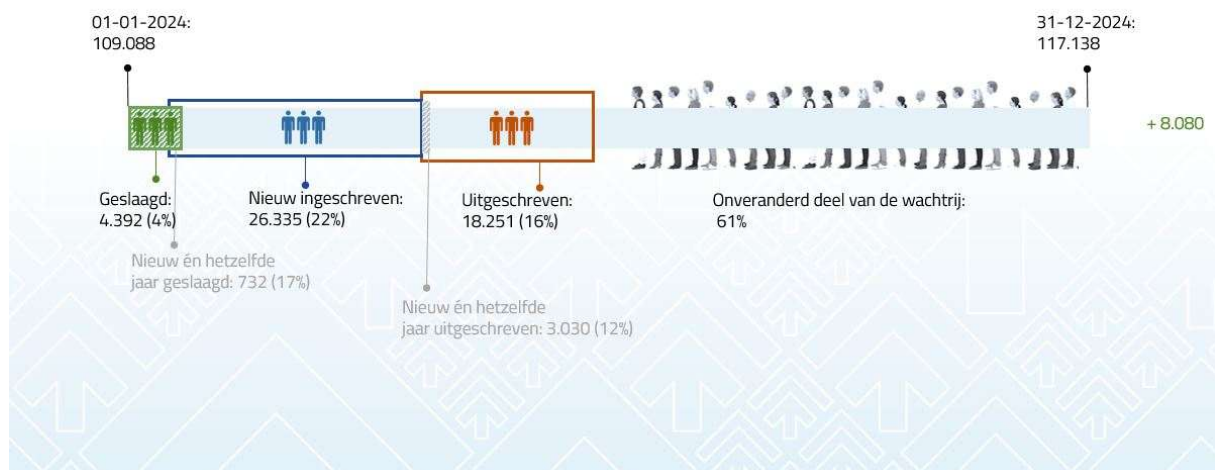 01-01-2024:
109.088
31-12-2024:
117.138
+ 8.080
Geslaagd:
4.392 (4%)
Nieuw ingeschreven:
26.335 (22%)
Uitgeschreven:
18.251 (16%)
Onveranderd deel van de wachtrij:
61%
Nieuw én hetzelfde
jaar geslaagd: 732 (17%)
Nieuw én hetzelfde
jaar uitgeschreven: 3.030 (12%)